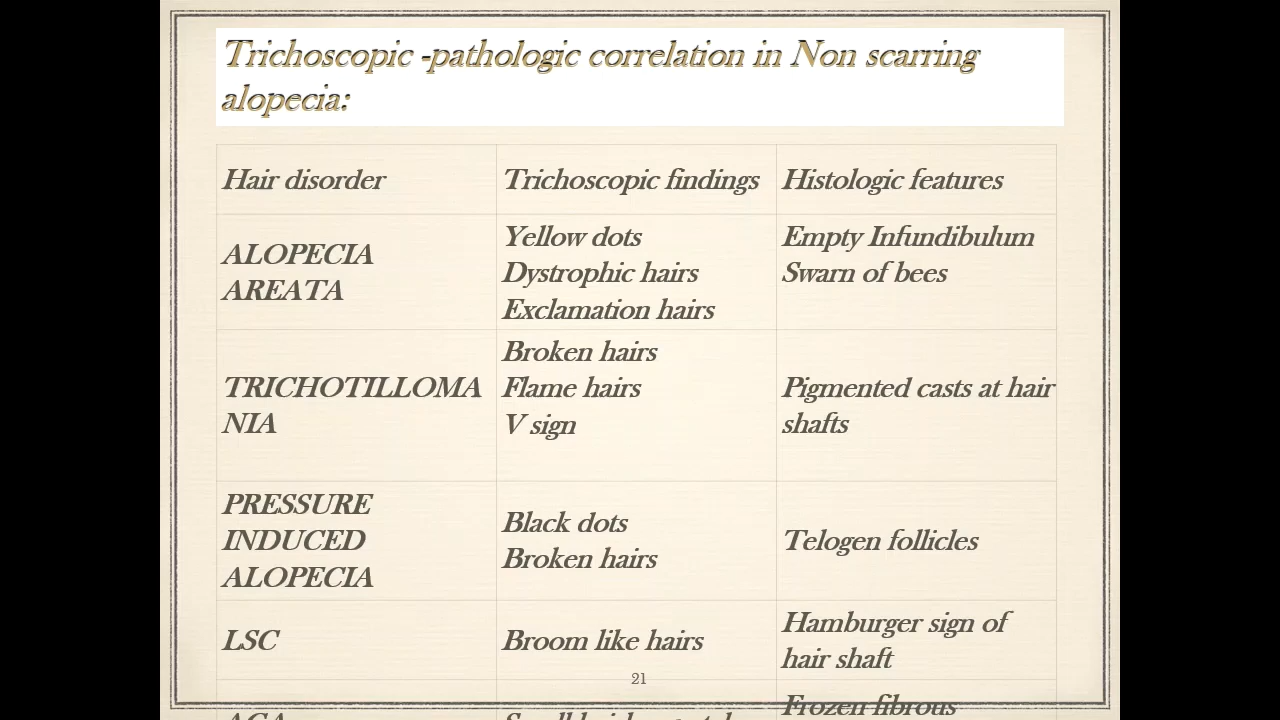 Trichoscopic -pathologic correlation in Non scarring
alopecia:
Hair disorder
Trichoscopic findings
Histologic features
ALOPECIA
AREATA
Yellow dots
Dystrophic hairs
Exclamation hairs
Empty Infundibulum
Swarn of bees
TRICHOTILLOMA
NIA
Broken hairs
Flame hairs
V sign
Pigmented casts at hair
shafts
PRESSURE
INDUCED
ALOPECIA
Black dots
Broken hairs
Telogen follicles
LSC
Broom like hairs
Hamburger sign of
hair shaft
21
AGA
Frozen fibrous